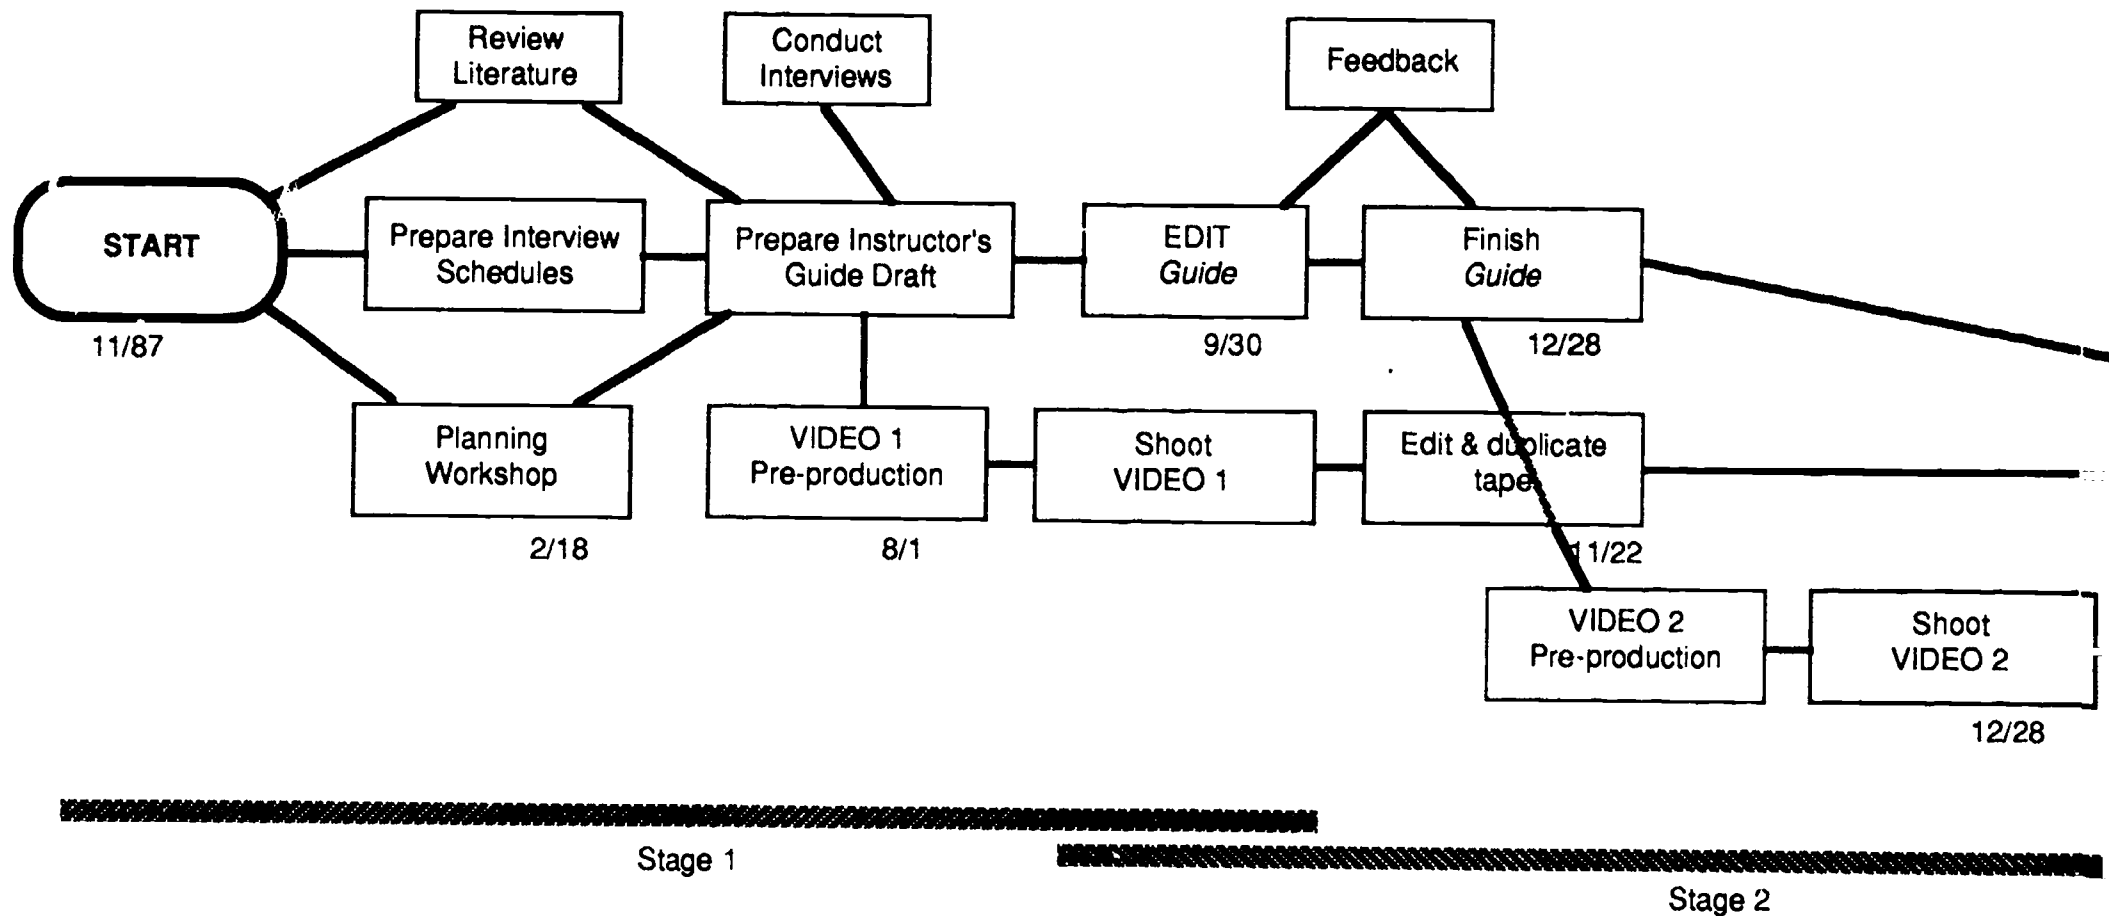 Review
Literature
Conduct
Interviews
Feedback
START
Prepare Interview
Schedules
Prepare Instructor's
Guide Draft
EDIT
Guide
Finish
Guide
11/87
9/30
12/28
Planning
Workshop
VIDEO 1
Pre-production
Shoot
VIDEO 1
Edit & duplicate
tape
2/18
8/1
11/22
VIDEO 2
Pre-production
Shoot
VIDEO 2
12/28
Stage 1
Stage 2